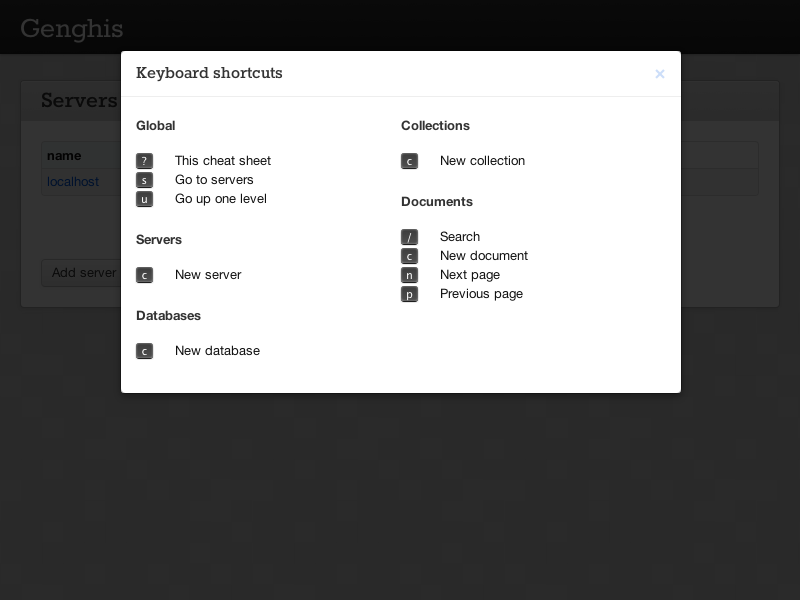 Genghis
Servers
name
localhost
Add server
Keyboard shortcuts ×
Global
? This cheat sheet
s Go to servers
u Go up one level
Servers
c New server
Databases
c New database
Collections
c New collection
Documents
/ Search
c New document
n Next page
p Previous page